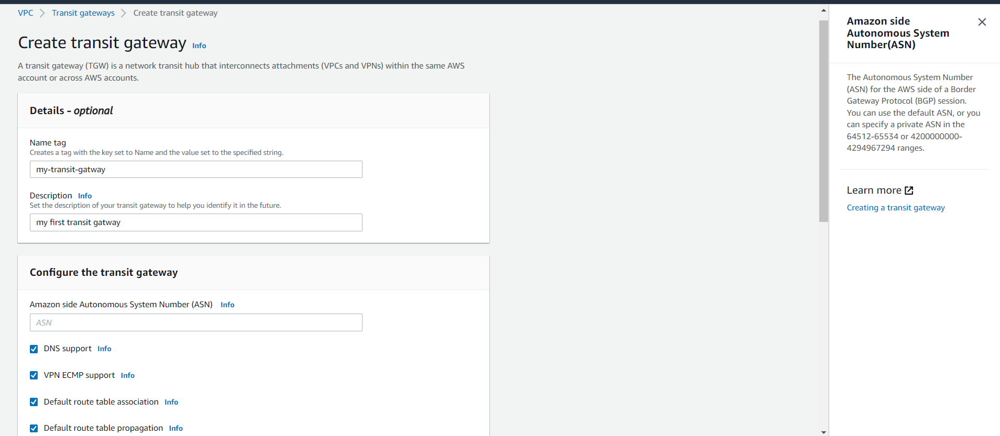 VPC > Transit gateways > Create transit gateway
Create transit gateway Info
A transit gateway (TGW) is a network transit hub that interconnects attachments (VPCs and VPNs) within the same AWS
account or across AWS accounts.
Details - optional
Name tag
Creates a tag with the key set to Name and the value set to the specified string.
my-transit-gatway
Description Info
Set the description of your transit gateway to help you identify it in the future.
my first transit gatway
Configure the transit gateway
Amazon side Autonomous System Number (ASN) Info
ASN
DNS support Info
VPN ECMP support Info
Default route table association Info
Default route table propagation Info
Amazon side
Autonomous System
Number(ASN)
The Autonomous System Number
(ASN) for the AWS side of a Border
Gateway Protocol (BGP) session.
You can use the default ASN, or you
can specify a private ASN in the
64512-65534 or 4200000000-
4294967294 ranges.
Learn more
Creating a transit gateway